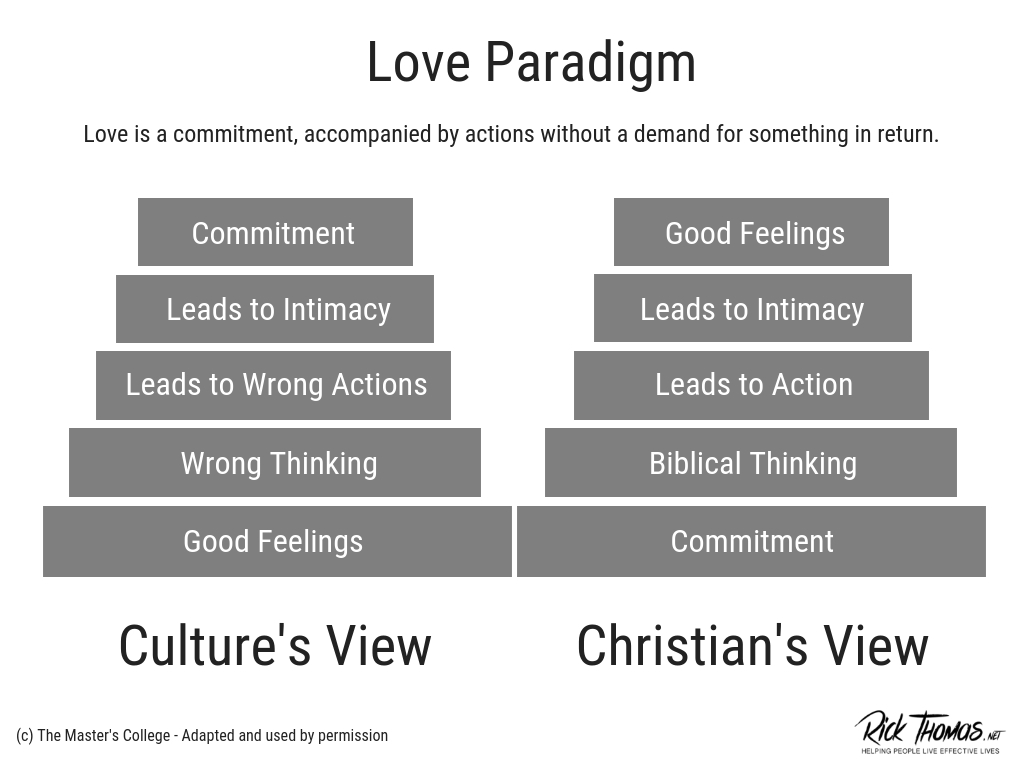 Love Paradigm
Love is a commitment, accompanied by actions without a demand for something in return.
Commitment
Leads to Intimacy
Leads to Wrong Actions
Wrong Thinking
Good Feelings
Culture's View
Good Feelings
Leads to Intimacy
Leads to Action
Biblical Thinking
Commitment
Christian's View
(c) The Master's College - Adapted and used by permission
Rick Thomas.NET
HELPING PEOPLE LIVE EFFECTIVE LIVES